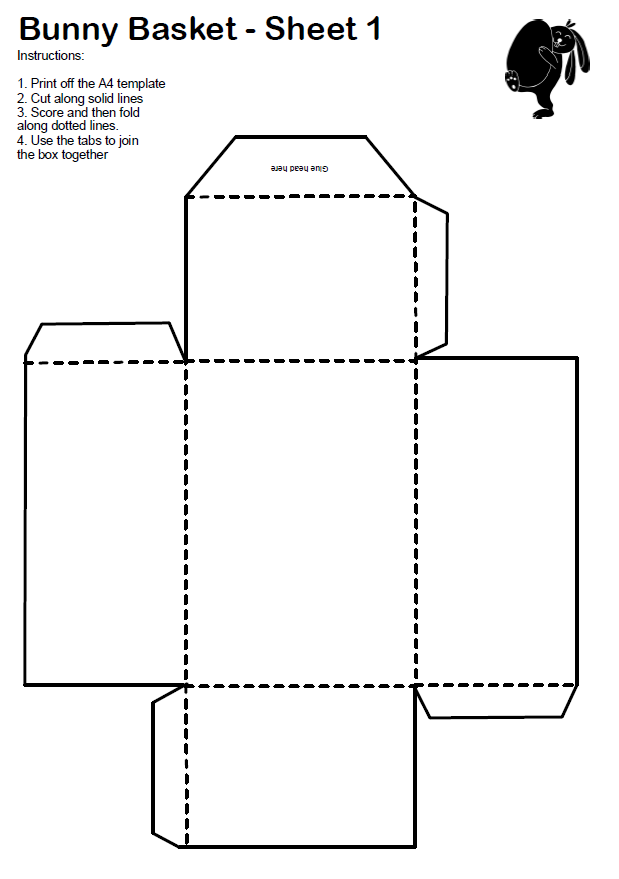 Bunny Basket - Sheet 1
Instructions:
1. Print off the A4 template
2. Cut along solid lines
3. Score and then fold
along dotted lines.
4. Use the tabs to join
the box together
Glue head here